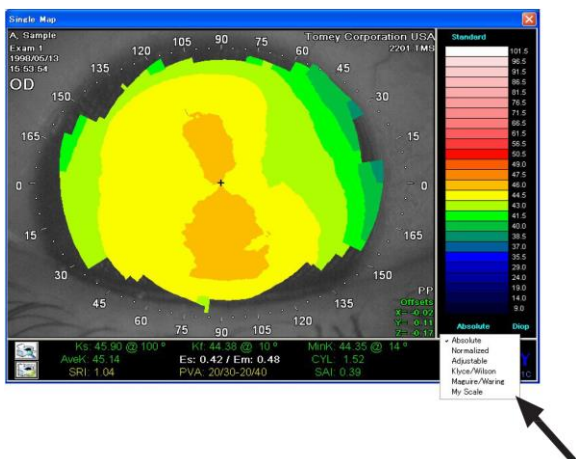 Single Map
A, Sample
Exam 1
1998/05/13
15:53:54
OD
Tomey Corporation USA
2201 TMS
Standard
105 90 75
120 60
135 45
150 30
165 15
0 0
15 165
30 150
45 135
60 120
75 90 105
PP
Offsets
X= -0.02
Y= -0.11
Z= -0.17
101.5
96.5
91.5
86.5
81.5
76.5
71.5
66.5
61.5
56.5
50.5
49.0
47.5
46.0
44.5
43.0
41.5
40.0
38.5
37.0
35.5
29.0
24.0
19.0
14.0
9.0
Absolute Diop
Ks: 45.90 @ 100 º Kf: 44.38 @ 10 º MinK: 44.35 @ 14 º
AveK: 45.14 Es: 0.42 / Em: 0.48 CYL: 1.52
SRI: 1.04 PVA: 20/30-20/40 SAI: 0.39
Absolute
Normalized
Adjustable
Klyce/Wilson
Maguire/Waring
My Scale